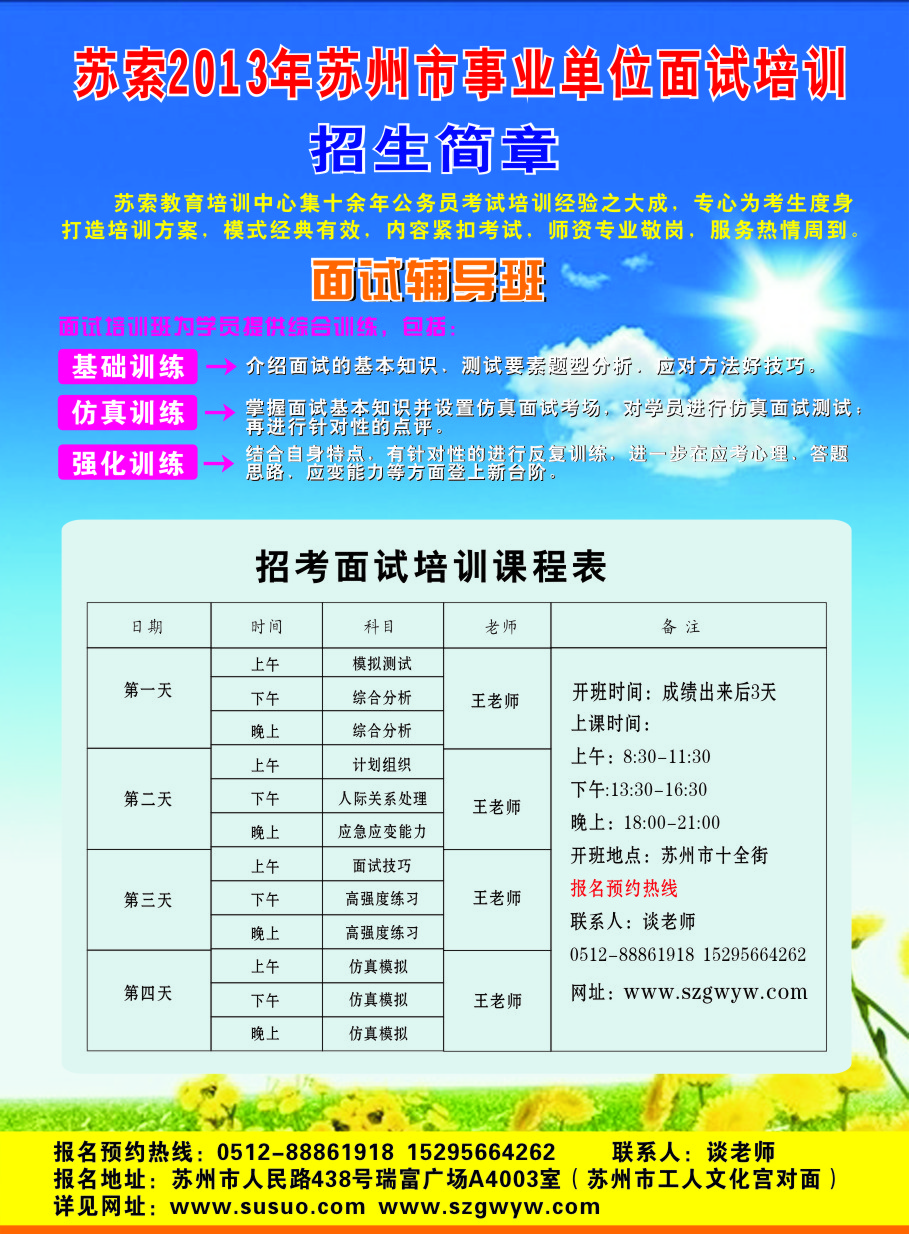 苏索2013年苏州市事业单位面试培训
招生简章
苏索教育培训中心集十余年公务员考试培训经验之大成，专心为考生度身
打造培训方案，模式经典有效，内容紧扣考试，师资专业敬岗，服务热情周到。
面试辅导班
面试培训班为学员提供综合训练，包括：
基础训练 → 介绍面试的基本知识，测试要素题型分析，应对方法好技巧。
仿真训练 → 掌握面试基本知识并设置仿真面试考场，对学员进行仿真面试测试；
再进行针对性的点评。
强化训练 → 结合自身特点，有针对性的进行反复训练，进一步在应考心理，答题
思路，应变能力等方面登上新台阶。
招考面试培训课程表
日期 时间 科目 老师 备注
第一天 上午 模拟测试 王老师
下午 综合分析
晚上 综合分析
第二天 上午 计划组织 王老师
下午 人际关系处理
晚上 应急应变能力
第三天 上午 面试技巧 王老师
下午 高强度练习
晚上 高强度练习
第四天 上午 仿真模拟 王老师
下午 仿真模拟
晚上 仿真模拟
开班时间：成绩出来后3天
上课时间：
上午：8:30-11:30
下午:13:30-16:30
晚上：18:00-21:00
开班地点：苏州市十全街
报名预约热线
联系人：谈老师
0512-88861918 15295664262
网址：www.szgwyw.com
报名预约热线：0512-88861918 15295664262 联系人：谈老师
报名地址：苏州市人民路438号瑞富广场A4003室（苏州市工人文化宫对面）
详见网址：www.susuo.com www.szgwyw.com